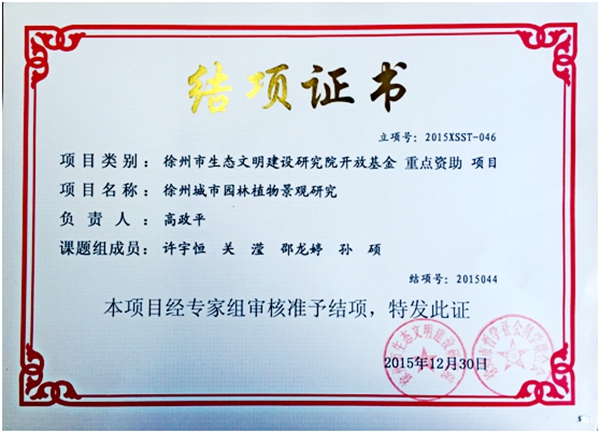 结项证书
立项号：2015XSST-046
项目类别：徐州市生态文明建设研究院开放基金 重点资助 项目
项目名称：徐州城市园林植物景观研究
负责人：高政平
课题组成员：许宇恒 关滢 邵龙婷 孙硕
结项号：2015044
本项目经专家组审核准予结项，特发此证
2015年12月30日